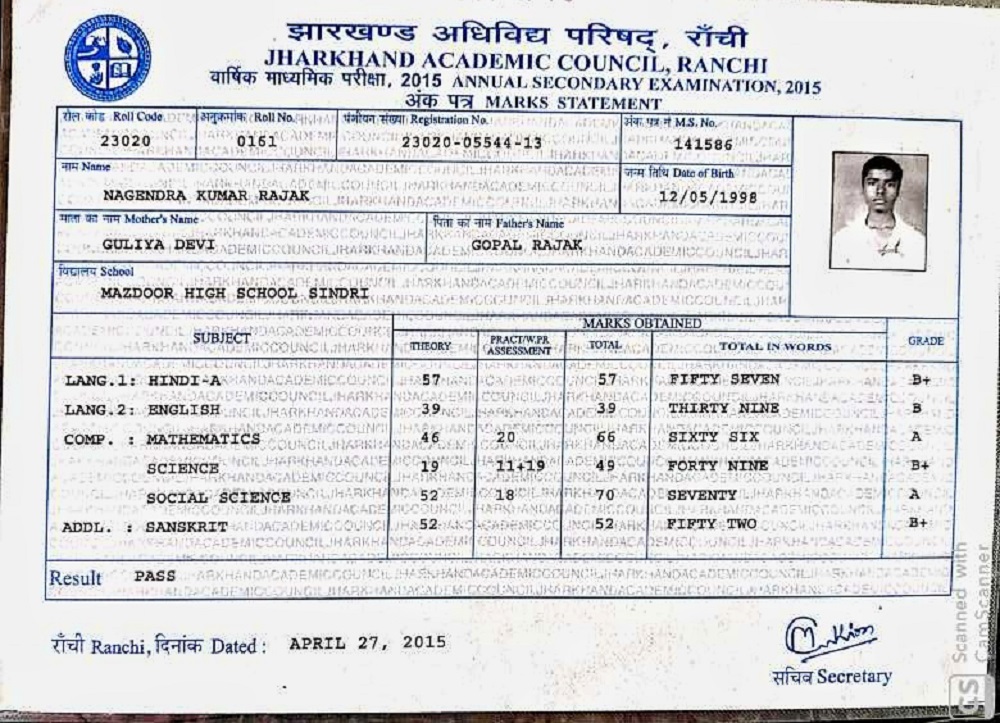 झारखण्ड अधिविद्य परिषद्, राँची
JHARKHAND ACADEMIC COUNCIL, RANCHI
वार्षिक माध्यमिक परीक्षा, 2015 ANNUAL SECONDARY EXAMINATION, 2015
अंक पत्र MARKS STATEMENT
रोल कोड Roll Code अनुक्रमांक /Roll No. पंजीयन संख्या Registration No. अंक पत्र सं M.S. No.
23020 0161 23020-05544-13 141586
नाम Name जन्म तिथि Date of Birth
NAGENDRA KUMAR RAJAK 12/05/1998
माता का नाम Mother's Name पिता का नाम Father's Name
GULIYA DEVI GOPAL RAJAK
विद्यालय School
MAZDOOR HIGH SCHOOL SINDRI
SUBJECT MARKS OBTAINED GRADE
THEORY PRACT/W.P.R. ASSESSMENT TOTAL TOTAL IN WORDS
LANG.1: HINDI-A 57 57 FIFTY SEVEN B+
LANG.2: ENGLISH 39 39 THIRTY NINE B
COMP. : MATHEMATICS 46 20 66 SIXTY SIX A
SCIENCE 19 11+19 49 FORTY NINE B+
SOCIAL SCIENCE 52 18 70 SEVENTY A
ADDL. : SANSKRIT 52 52 FIFTY TWO B+
Result PASS
राँची Ranchi, दिनांक Dated : APRIL 27, 2015
सचिव Secretary
CS Scanned with CamScanner